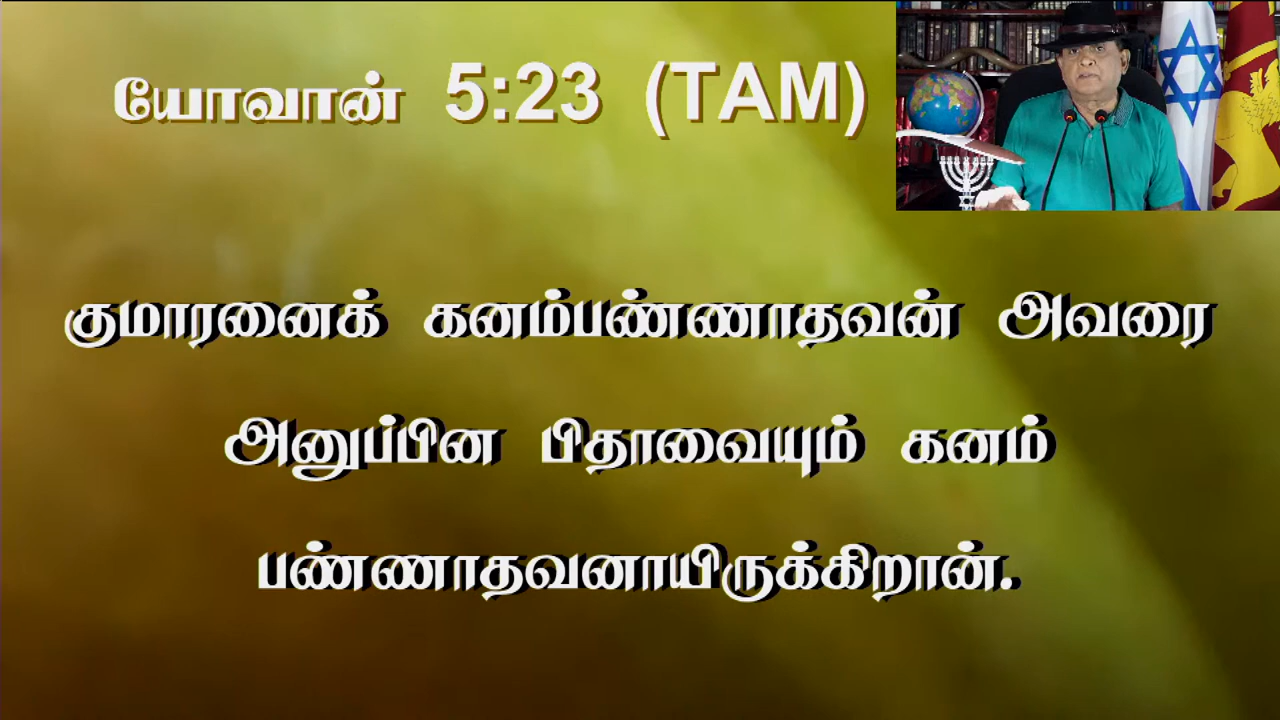 யோவான் 5:23 (TAM)
குமாரனைக் கனம்பண்ணாதவன் அவரை
அனுப்பின பிதாவையும் கனம்
பண்ணாதவனாயிருக்கிறான்.